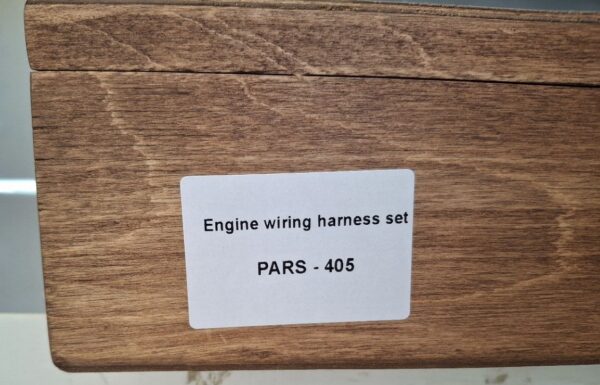 Engine wiring harness set
PARS - 405